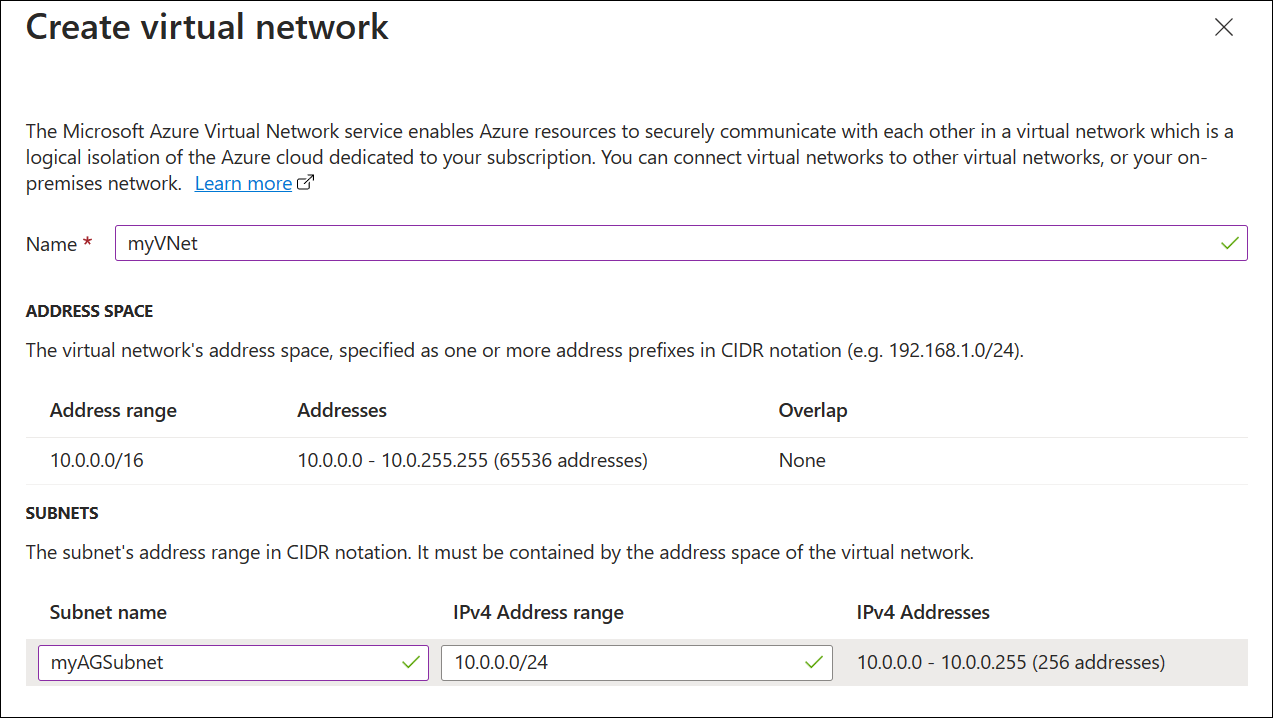 Create virtual network
The Microsoft Azure Virtual Network service enables Azure resources to securely communicate with each other in a virtual network which is a
logical isolation of the Azure cloud dedicated to your subscription. You can connect virtual networks to other virtual networks, or your on-
premises network. Learn more
Name * myVNet
ADDRESS SPACE
The virtual network's address space, specified as one or more address prefixes in CIDR notation (e.g. 192.168.1.0/24).
Address range Addresses Overlap
10.0.0.0/16 10.0.0.0 - 10.0.255.255 (65536 addresses) None
SUBNETS
The subnet's address range in CIDR notation. It must be contained by the address space of the virtual network.
Subnet name IPv4 Address range IPv4 Addresses
myAGSubnet 10.0.0.0/24 10.0.0.0 - 10.0.0.255 (256 addresses)